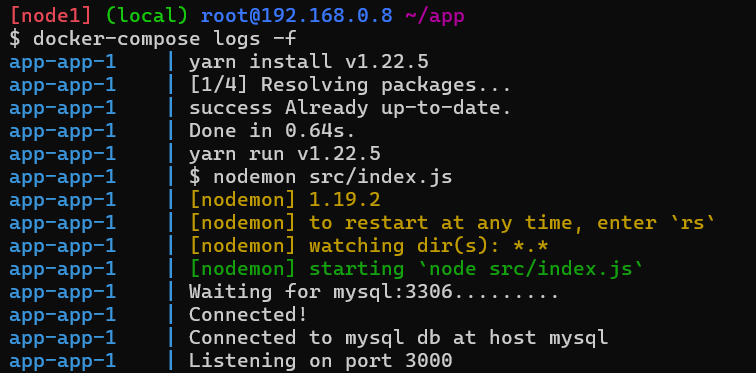 [node1] (local) root@192.168.0.8 ~/app
$ docker-compose logs -f
app-app-1    | yarn install v1.22.5
app-app-1    | [1/4] Resolving packages...
app-app-1    | success Already up-to-date.
app-app-1    | Done in 0.64s.
app-app-1    | yarn run v1.22.5
app-app-1    | $ nodemon src/index.js
app-app-1    | [nodemon] 1.19.2
app-app-1    | [nodemon] to restart at any time, enter `rs`
app-app-1    | [nodemon] watching dir(s): *.*
app-app-1    | [nodemon] starting `node src/index.js`
app-app-1    | Waiting for mysql:3306.........
app-app-1    | Connected!
app-app-1    | Connected to mysql db at host mysql
app-app-1    | Listening on port 3000